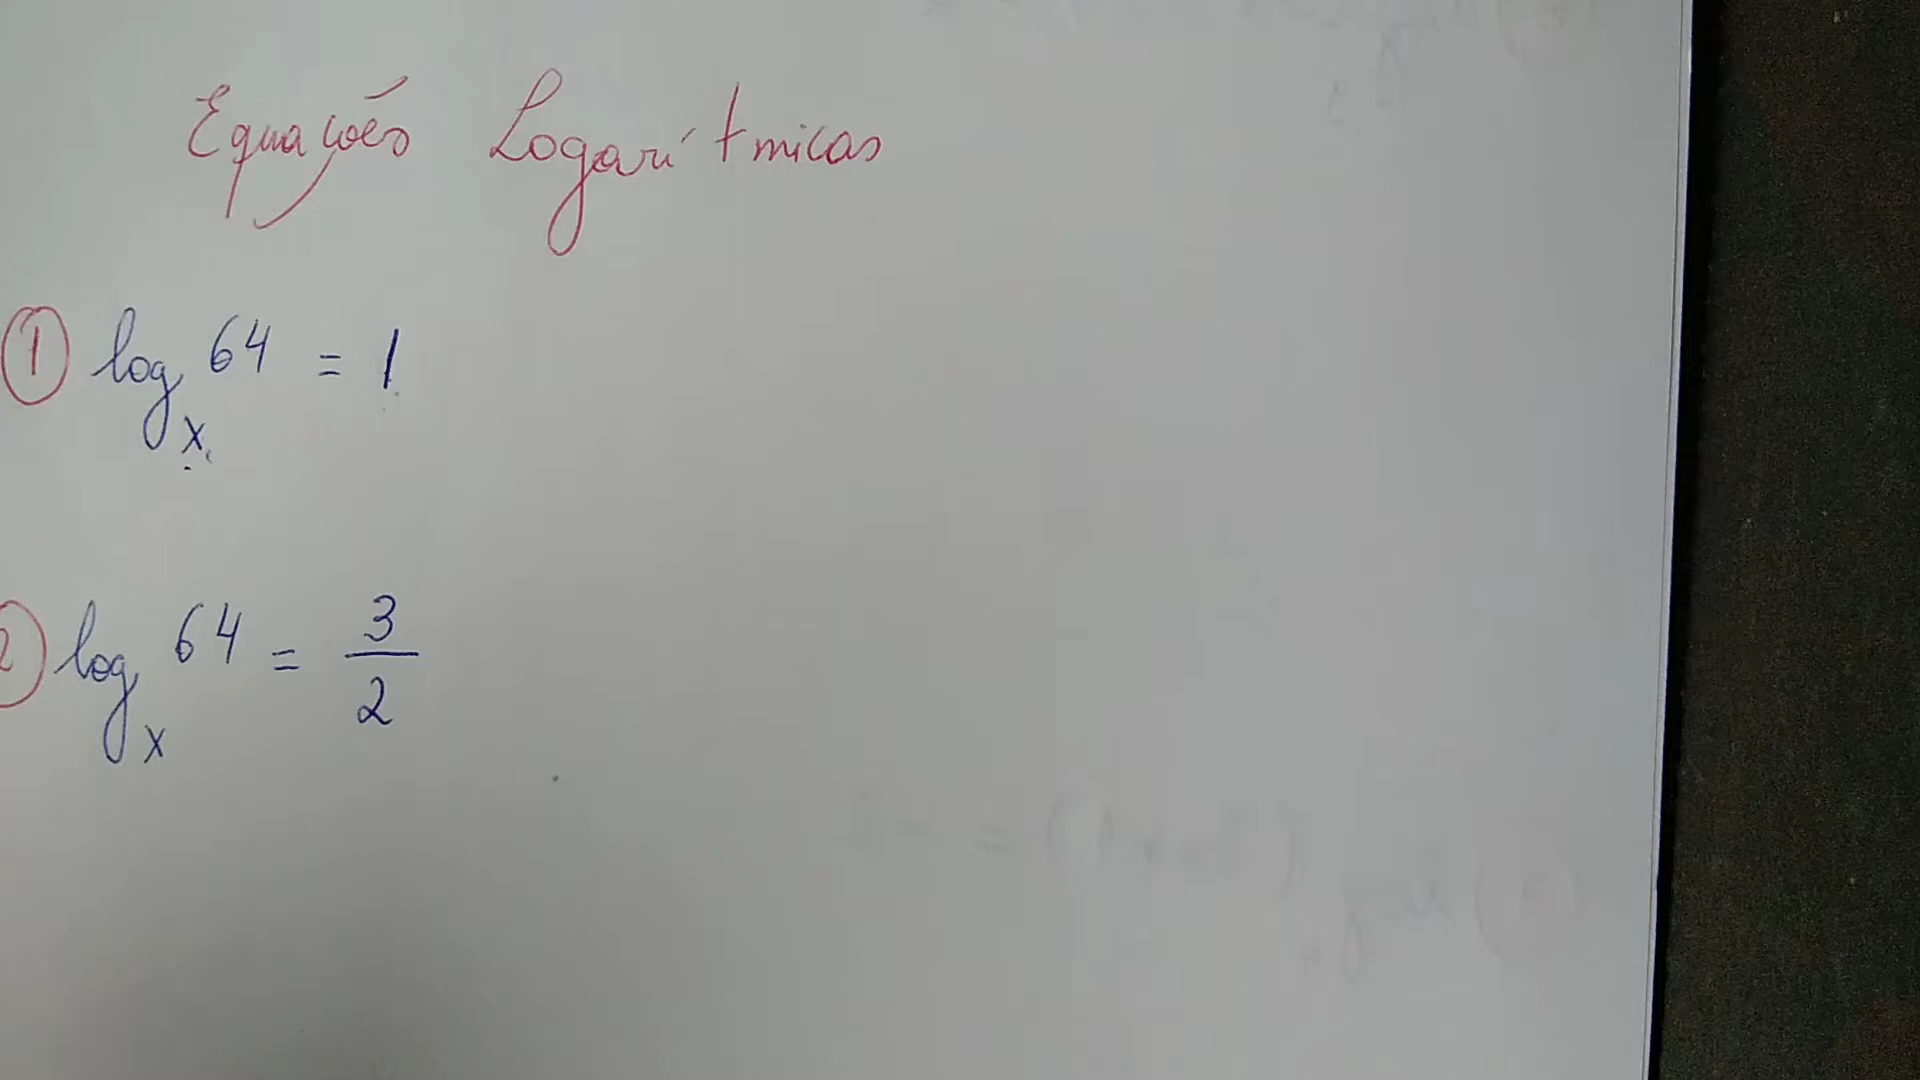 Equações Logarítmicas
① log_x 64 = 1
② log_x 64 = 3/2